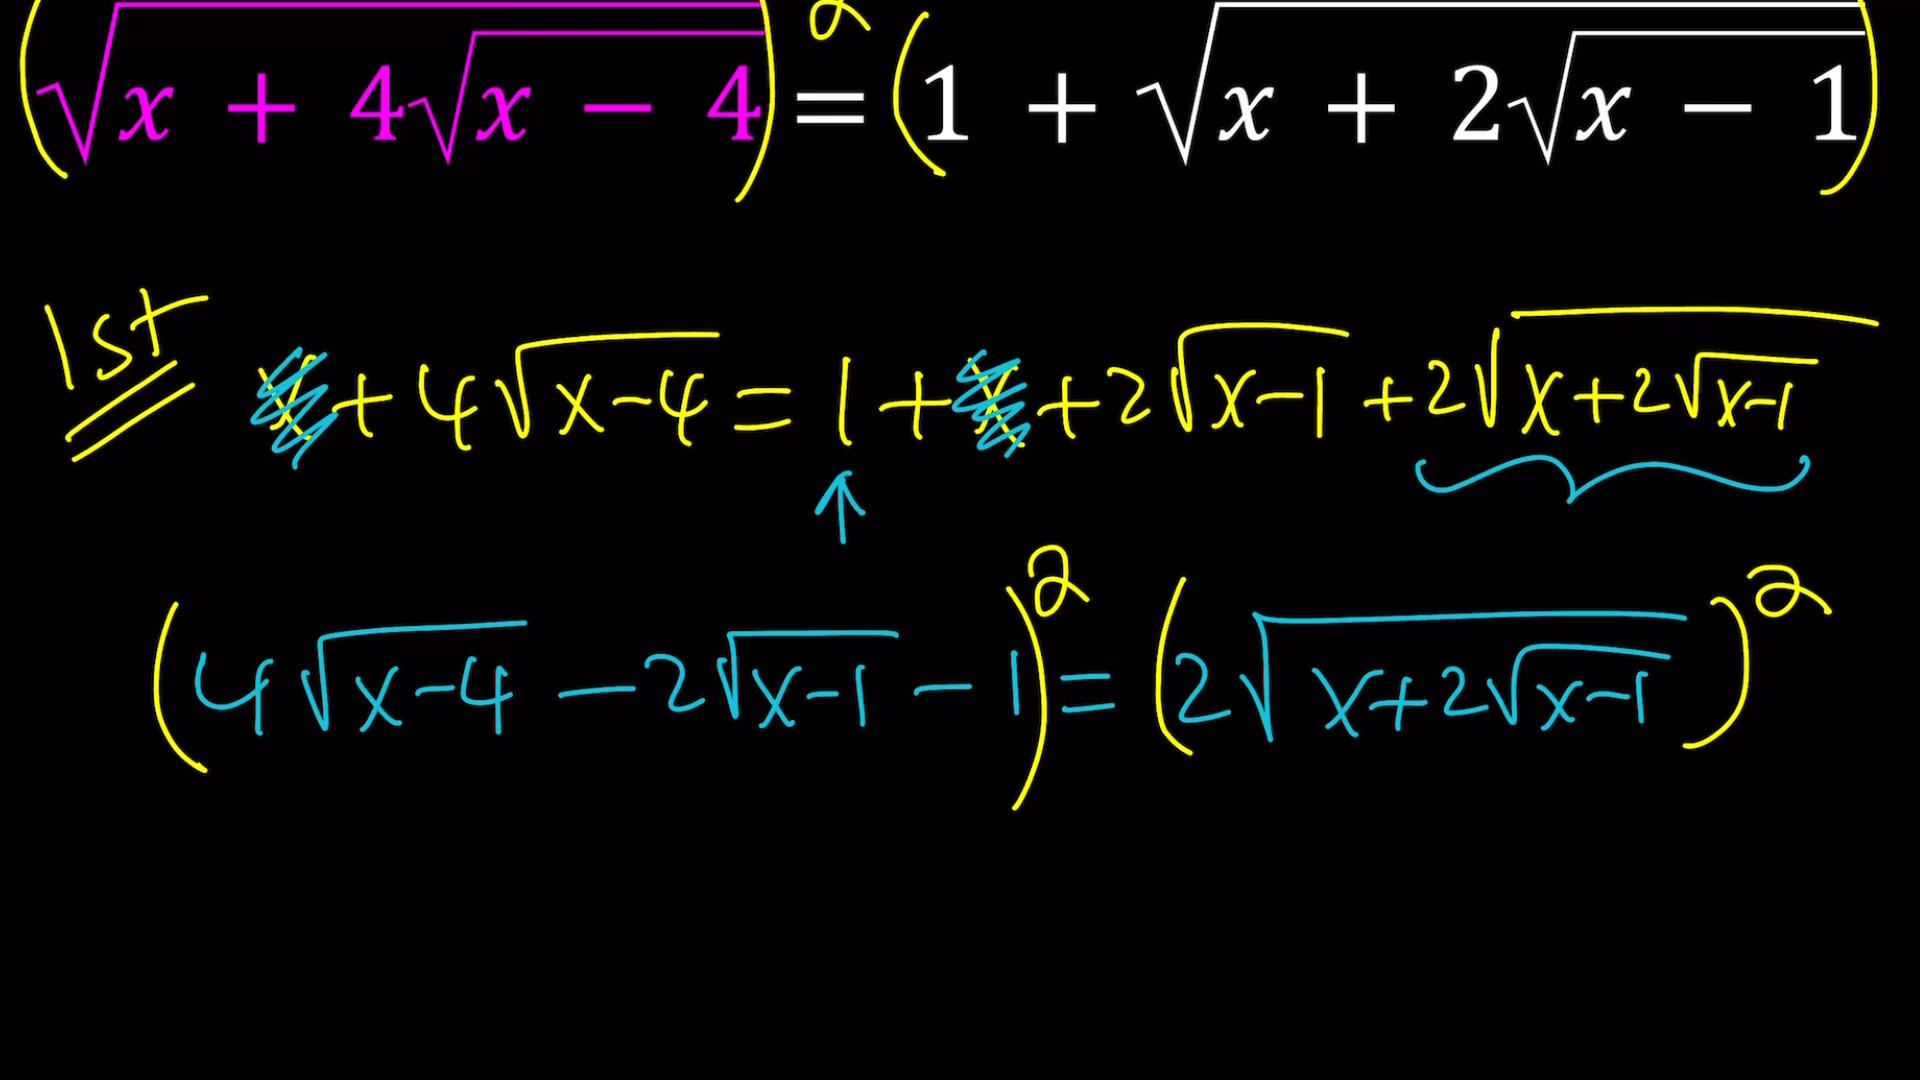 (√(x + 4√(x − 4)))² = (1 + √(x + 2√(x − 1)))
1st x + 4√(x-4) = 1 + x + 2√(x-1) + 2√(x+2√(x-1))
(4√(x-4) - 2√(x-1) - 1)² = (2√(x+2√(x-1)))²